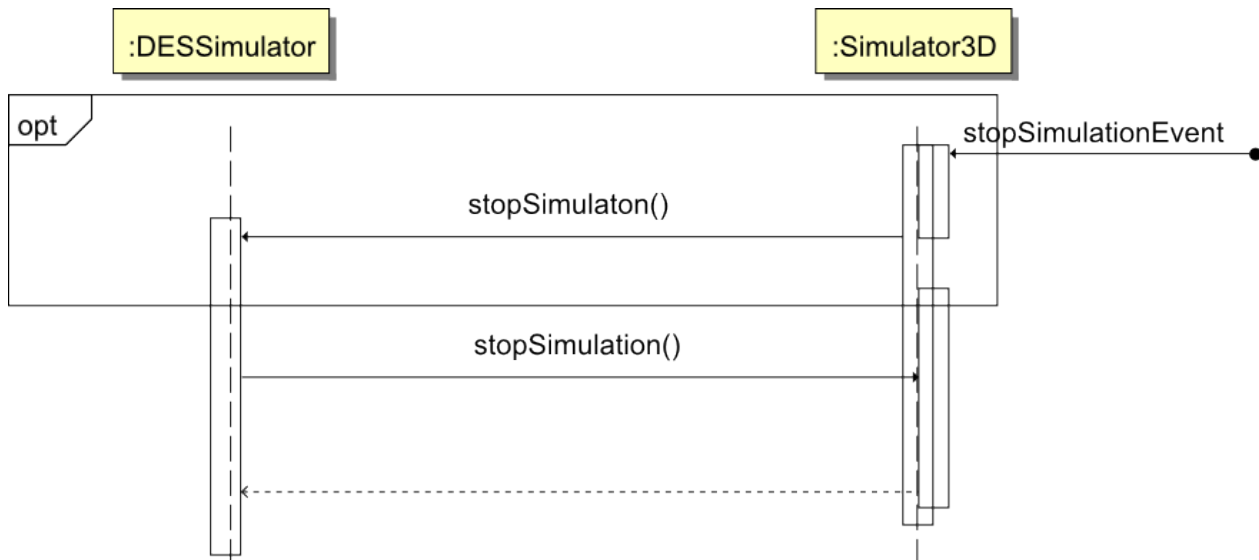 :DESSimulator
:Simulator3D
opt
stopSimulationEvent
stopSimulaton()
stopSimulation()